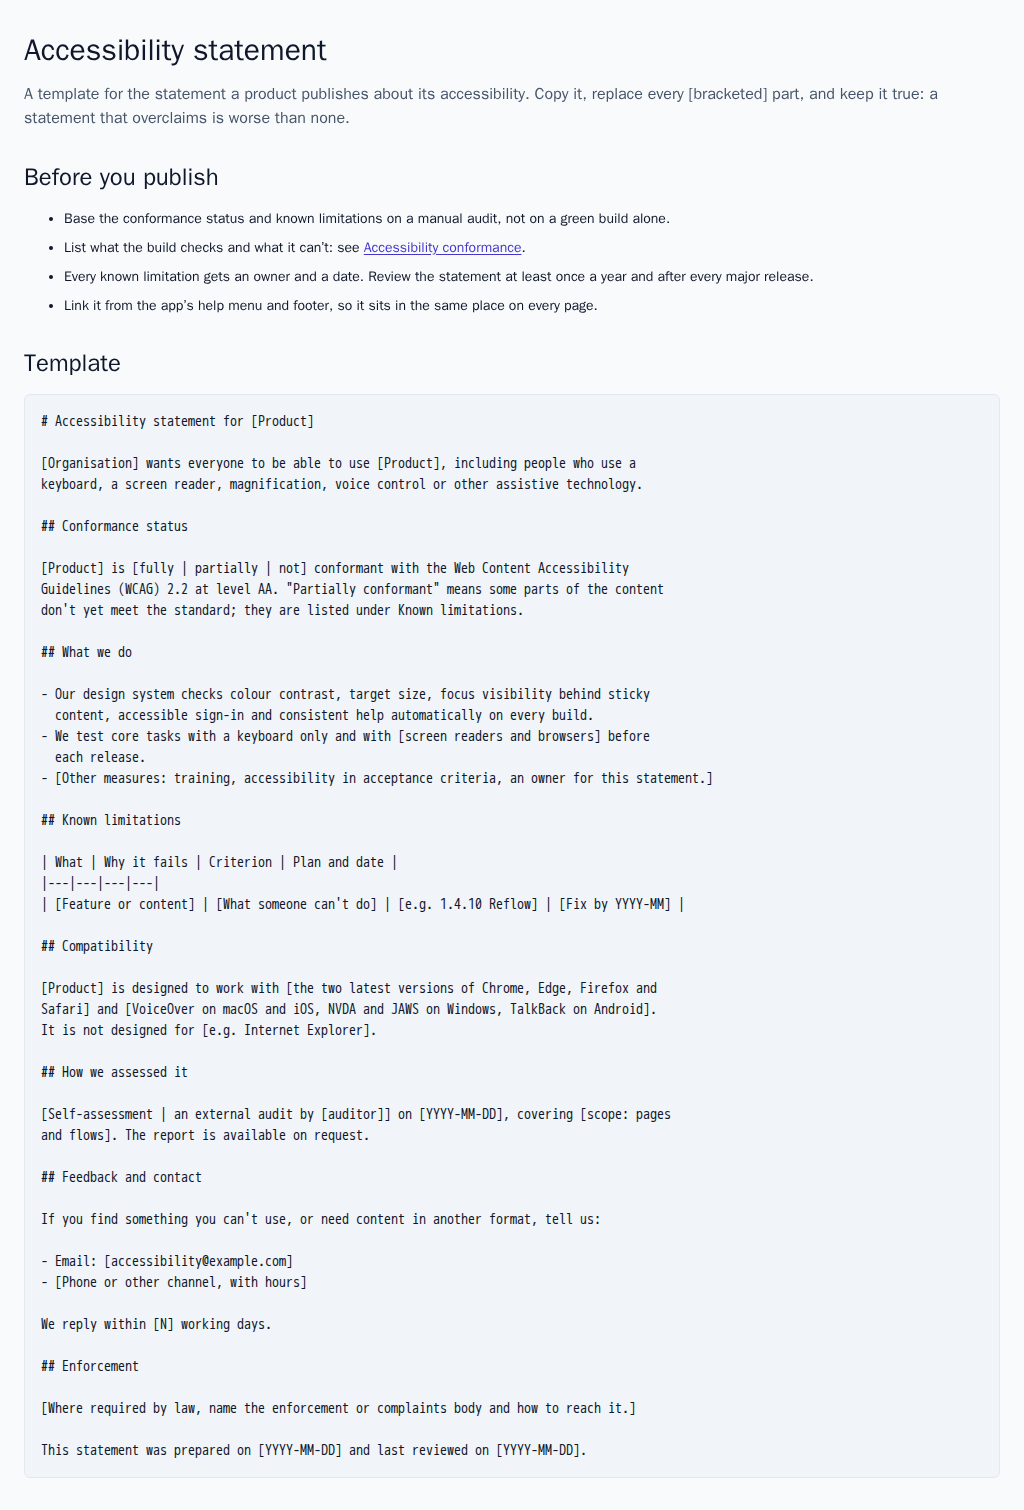 Accessibility statement
A template for the statement a product publishes about its accessibility. Copy it, replace every [bracketed] part, and keep it true: a
statement that overclaims is worse than none.
Before you publish
• Base the conformance status and known limitations on a manual audit, not on a green build alone.
• List what the build checks and what it can’t: see Accessibility conformance.
• Every known limitation gets an owner and a date. Review the statement at least once a year and after every major release.
• Link it from the app’s help menu and footer, so it sits in the same place on every page.
Template
# Accessibility statement for [Product]
[Organisation] wants everyone to be able to use [Product], including people who use a
keyboard, a screen reader, magnification, voice control or other assistive technology.
## Conformance status
[Product] is [fully | partially | not] conformant with the Web Content Accessibility
Guidelines (WCAG) 2.2 at level AA. "Partially conformant" means some parts of the content
don't yet meet the standard; they are listed under Known limitations.
## What we do
- Our design system checks colour contrast, target size, focus visibility behind sticky
  content, accessible sign-in and consistent help automatically on every build.
- We test core tasks with a keyboard only and with [screen readers and browsers] before
  each release.
- [Other measures: training, accessibility in acceptance criteria, an owner for this statement.]
## Known limitations
| What | Why it fails | Criterion | Plan and date |
|---|---|---|---|
| [Feature or content] | [What someone can't do] | [e.g. 1.4.10 Reflow] | [Fix by YYYY-MM] |
## Compatibility
[Product] is designed to work with [the two latest versions of Chrome, Edge, Firefox and
Safari] and [VoiceOver on macOS and iOS, NVDA and JAWS on Windows, TalkBack on Android].
It is not designed for [e.g. Internet Explorer].
## How we assessed it
[Self-assessment | an external audit by [auditor]] on [YYYY-MM-DD], covering [scope: pages
and flows]. The report is available on request.
## Feedback and contact
If you find something you can't use, or need content in another format, tell us:
- Email: [accessibility@example.com]
- [Phone or other channel, with hours]
We reply within [N] working days.
## Enforcement
[Where required by law, name the enforcement or complaints body and how to reach it.]
This statement was prepared on [YYYY-MM-DD] and last reviewed on [YYYY-MM-DD].